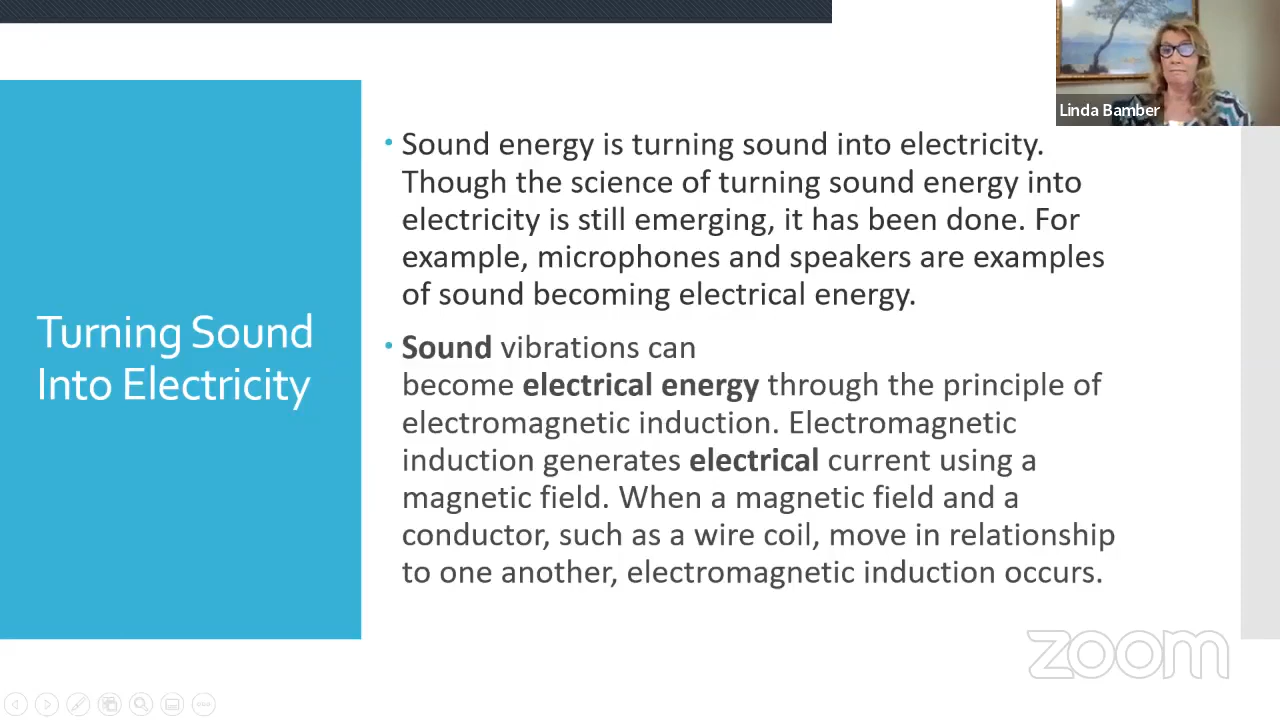 Linda Bamber
Turning Sound
Into Electricity
Sound energy is turning sound into electricity.
Though the science of turning sound energy into
electricity is still emerging, it has been done. For
example, microphones and speakers are examples
of sound becoming electrical energy.
Sound vibrations can
become electrical energy through the principle of
electromagnetic induction. Electromagnetic
induction generates electrical current using a
magnetic field. When a magnetic field and a
conductor, such as a wire coil, move in relationship
to one another, electromagnetic induction occurs.
zoom